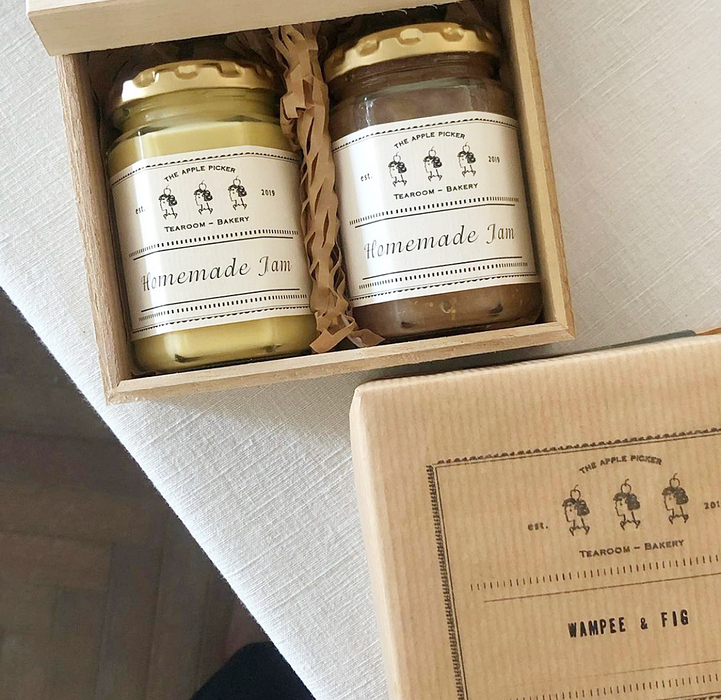 THE APPLE PICKER
est. 2019
TEAROOM – BAKERY
Homemade Jam
THE APPLE PICKER
est. 2019
TEAROOM – BAKERY
Homemade Jam
THE APPLE PICKER
est. 201
TEAROOM – BAKERY
WAMPEE & FIG